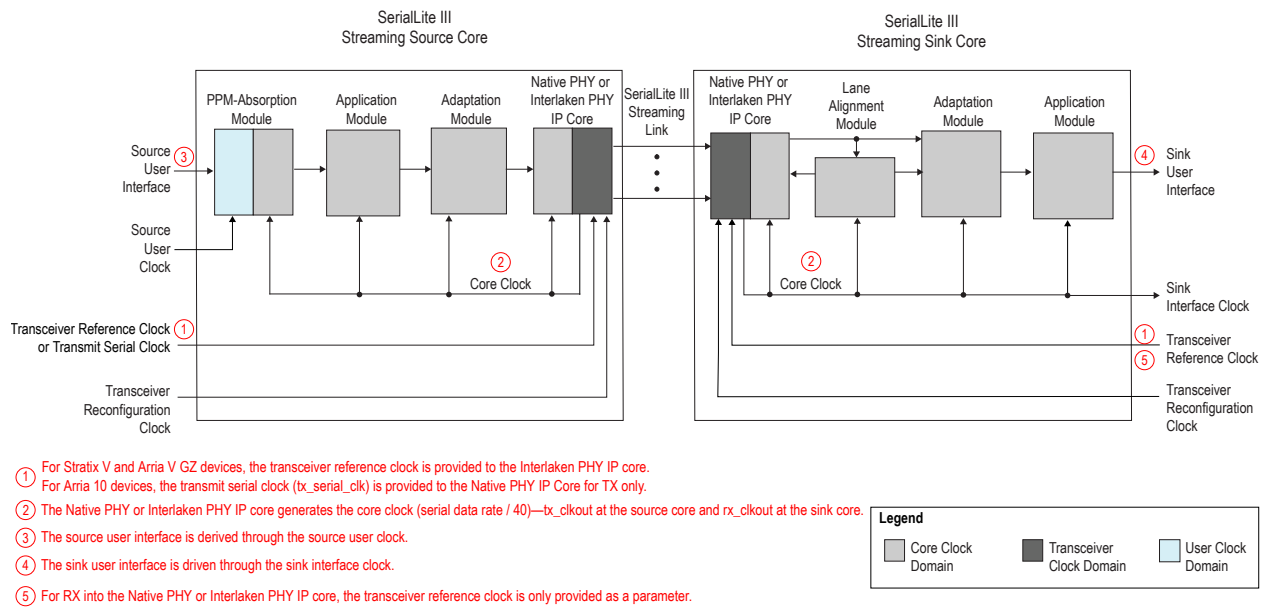 SerialLite III
Streaming Source Core
SerialLite III
Streaming Sink Core
PPM-Absorption
Module
Application
Module
Adaptation
Module
Native PHY or
Interlaken PHY
IP Core
SerialLite III
Streaming
Link
Native PHY or
Interlaken PHY
IP Core
Lane
Alignment
Module
Adaptation
Module
Application
Module
Source
User
Interface
3
4
Sink
User
Interface
Source
User
Clock
2
Core Clock
2
Core Clock
Sink
Interface Clock
Transceiver Reference Clock
or Transmit Serial Clock
1
1
5
Transceiver
Reference Clock
Transceiver
Reconfiguration
Clock
Transceiver
Reconfiguration
Clock
1 For Stratix V and Arria V GZ devices, the transceiver reference clock is provided to the Interlaken PHY IP core.
For Arria 10 devices, the transmit serial clock (tx_serial_clk) is provided to the Native PHY IP Core for TX only.
2 The Native PHY or Interlaken PHY IP core generates the core clock (serial data rate / 40)—tx_clkout at the source core and rx_clkout at the sink core.
3 The source user interface is derived through the source user clock.
4 The sink user interface is driven through the sink interface clock.
5 For RX into the Native PHY or Interlaken PHY IP core, the transceiver reference clock is only provided as a parameter.
Legend
Core Clock
Domain
Transceiver
Clock Domain
User Clock
Domain